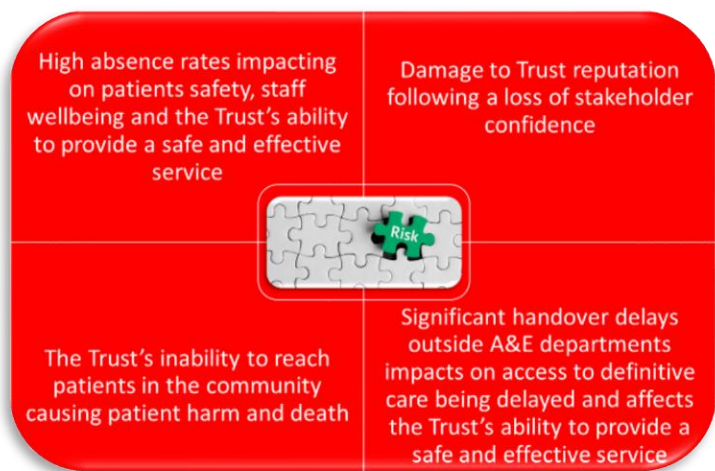 High absence rates impacting
on patients safety, staff
wellbeing and the Trust's ability
to provide a safe and effective
service
Damage to Trust reputation
following a loss of stakeholder
confidence
Risk
The Trust's inability to reach
patients in the community
causing patient harm and death
Significant handover delays
outside A&E departments
impacts on access to definitive
care being delayed and affects
the Trust's ability to provide a
safe and effective service